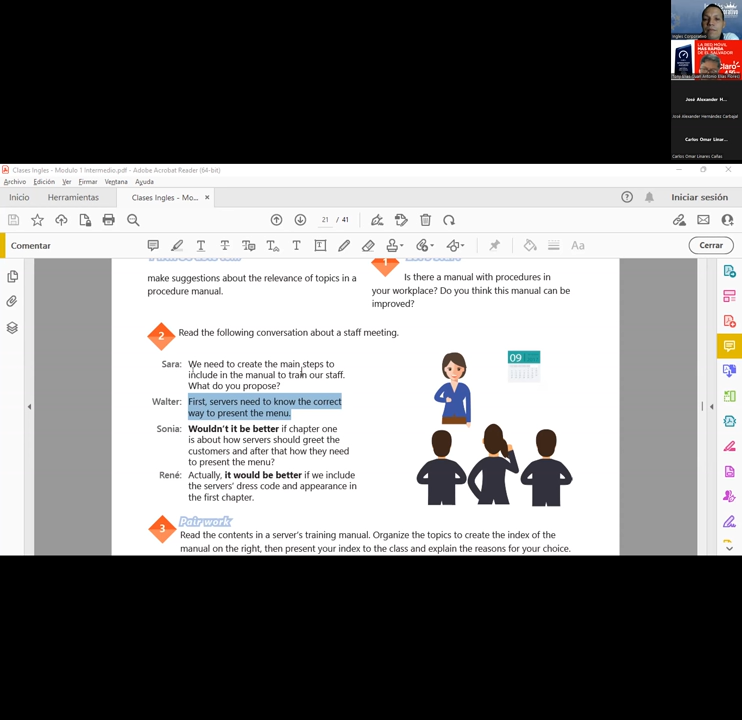 Ingles Corporativo
LA RED MÓVIL
MÁS RÁPIDA
DE EL SALVADOR
Claro
José Alexander H...
José Alexander Hernández Carbajal
Carlos Omar Linar...
Carlos Omar Linares Cañas
Clases Ingles - Modulo 1 Intermedio.pdf - Adobe Acrobat Reader (64-bit)
Archivo Edición Ver Firmar Ventana Ayuda
Inicio Herramientas Clases Ingles - Mo... × Iniciar sesión
21 / 41
Comentar Aa Cerrar
make suggestions about the relevance of topics in a
procedure manual.
1
Is there a manual with procedures in
your workplace? Do you think this manual can be
improved?
2 Read the following conversation about a staff meeting.
Sara: We need to create the main steps to
include in the manual to train our staff.
What do you propose?
Walter: First, servers need to know the correct
way to present the menu.
Sonia: Wouldn't it be better if chapter one
is about how servers should greet the
customers and after that how they need
to present the menu?
René: Actually, it would be better if we include
the servers' dress code and appearance in
the first chapter.
09
3 Pair work
Read the contents in a server's training manual. Organize the topics to create the index of the
manual on the right, then present your index to the class and explain the reasons for your choice.